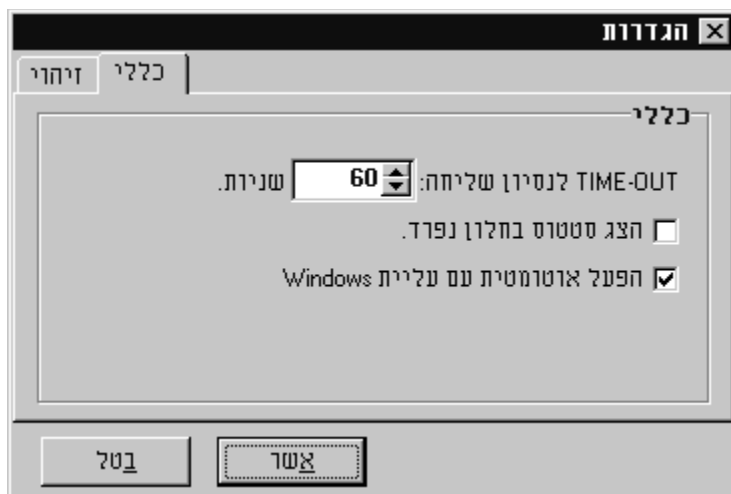 הגדרות
כללי זיהוי
כללי
TIME-OUT לנסיון שליחה: 60 שניות.
הצג סטטוס בחלון נפרד.
הפעל אוטומטית עם עליית Windows
אשר בטל